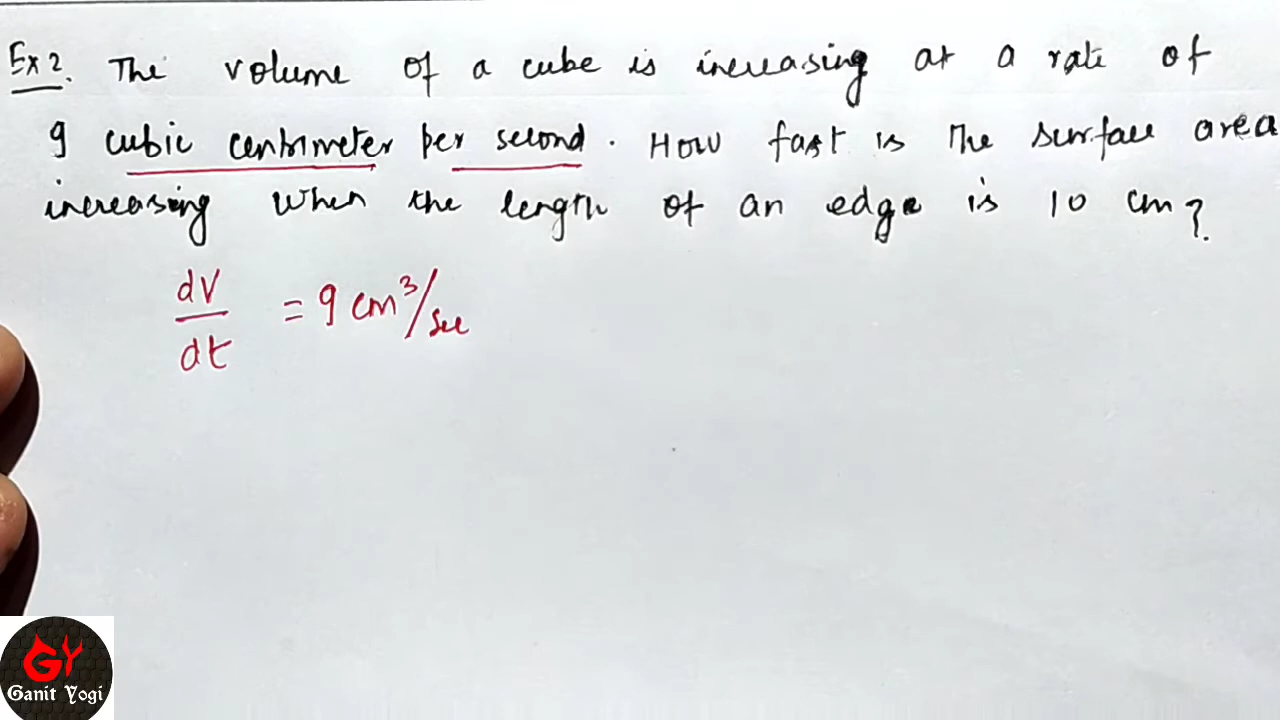 Ex 2. The volume of a cube is increasing at a rate of
9 cubic centimeter per second. How fast is the surface area
increasing when the length of an edge is 10 cm?
dV/dt = 9 cm³/sec
GY
Ganit Yogi